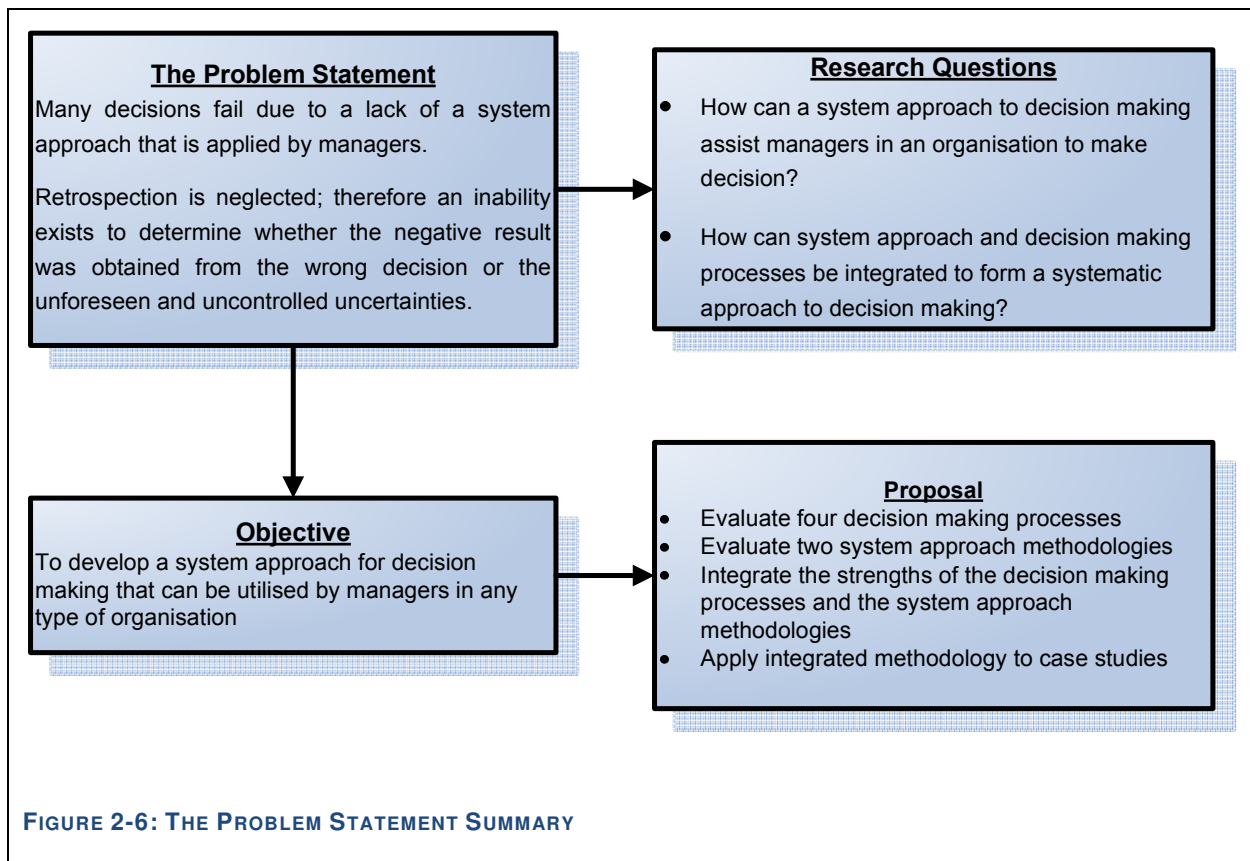 The Problem Statement
Many decisions fail due to a lack of a system
approach that is applied by managers.
Retrospection is neglected; therefore an inability
exists to determine whether the negative result
was obtained from the wrong decision or the
unforeseen and uncontrolled uncertainties.
Research Questions
• How can a system approach to decision making
assist managers in an organisation to make
decision?
• How can system approach and decision making
processes be integrated to form a systematic
approach to decision making?
Objective
To develop a system approach for decision
making that can be utilised by managers in any
type of organisation
Proposal
• Evaluate four decision making processes
• Evaluate two system approach methodologies
• Integrate the strengths of the decision making
processes and the system approach
methodologies
• Apply integrated methodology to case studies
FIGURE 2-6: THE PROBLEM STATEMENT SUMMARY